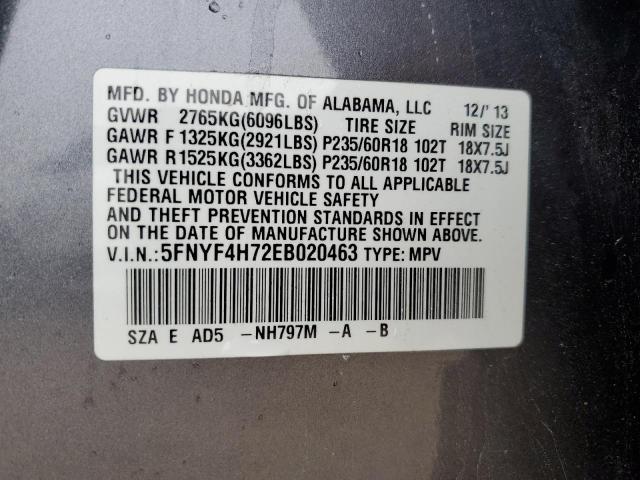 MFD. BY HONDA MFG. OF ALABAMA, LLC 12/'13
GVWR 2765KG(6096LBS) TIRE SIZE RIM SIZE
GAWR F 1325KG(2921LBS) P235/60R18 102T 18X7.5J
GAWR R 1525KG(3362LBS) P235/60R18 102T 18X7.5J
THIS VEHICLE CONFORMS TO ALL APPLICABLE
FEDERAL MOTOR VEHICLE SAFETY
AND THEFT PREVENTION STANDARDS IN EFFECT
ON THE DATE OF MANUFACTURE SHOWN ABOVE.
V.I.N.: 5FNYF4H72EB020463 TYPE: MPV
SZA E AD5 -NH797M -A -B